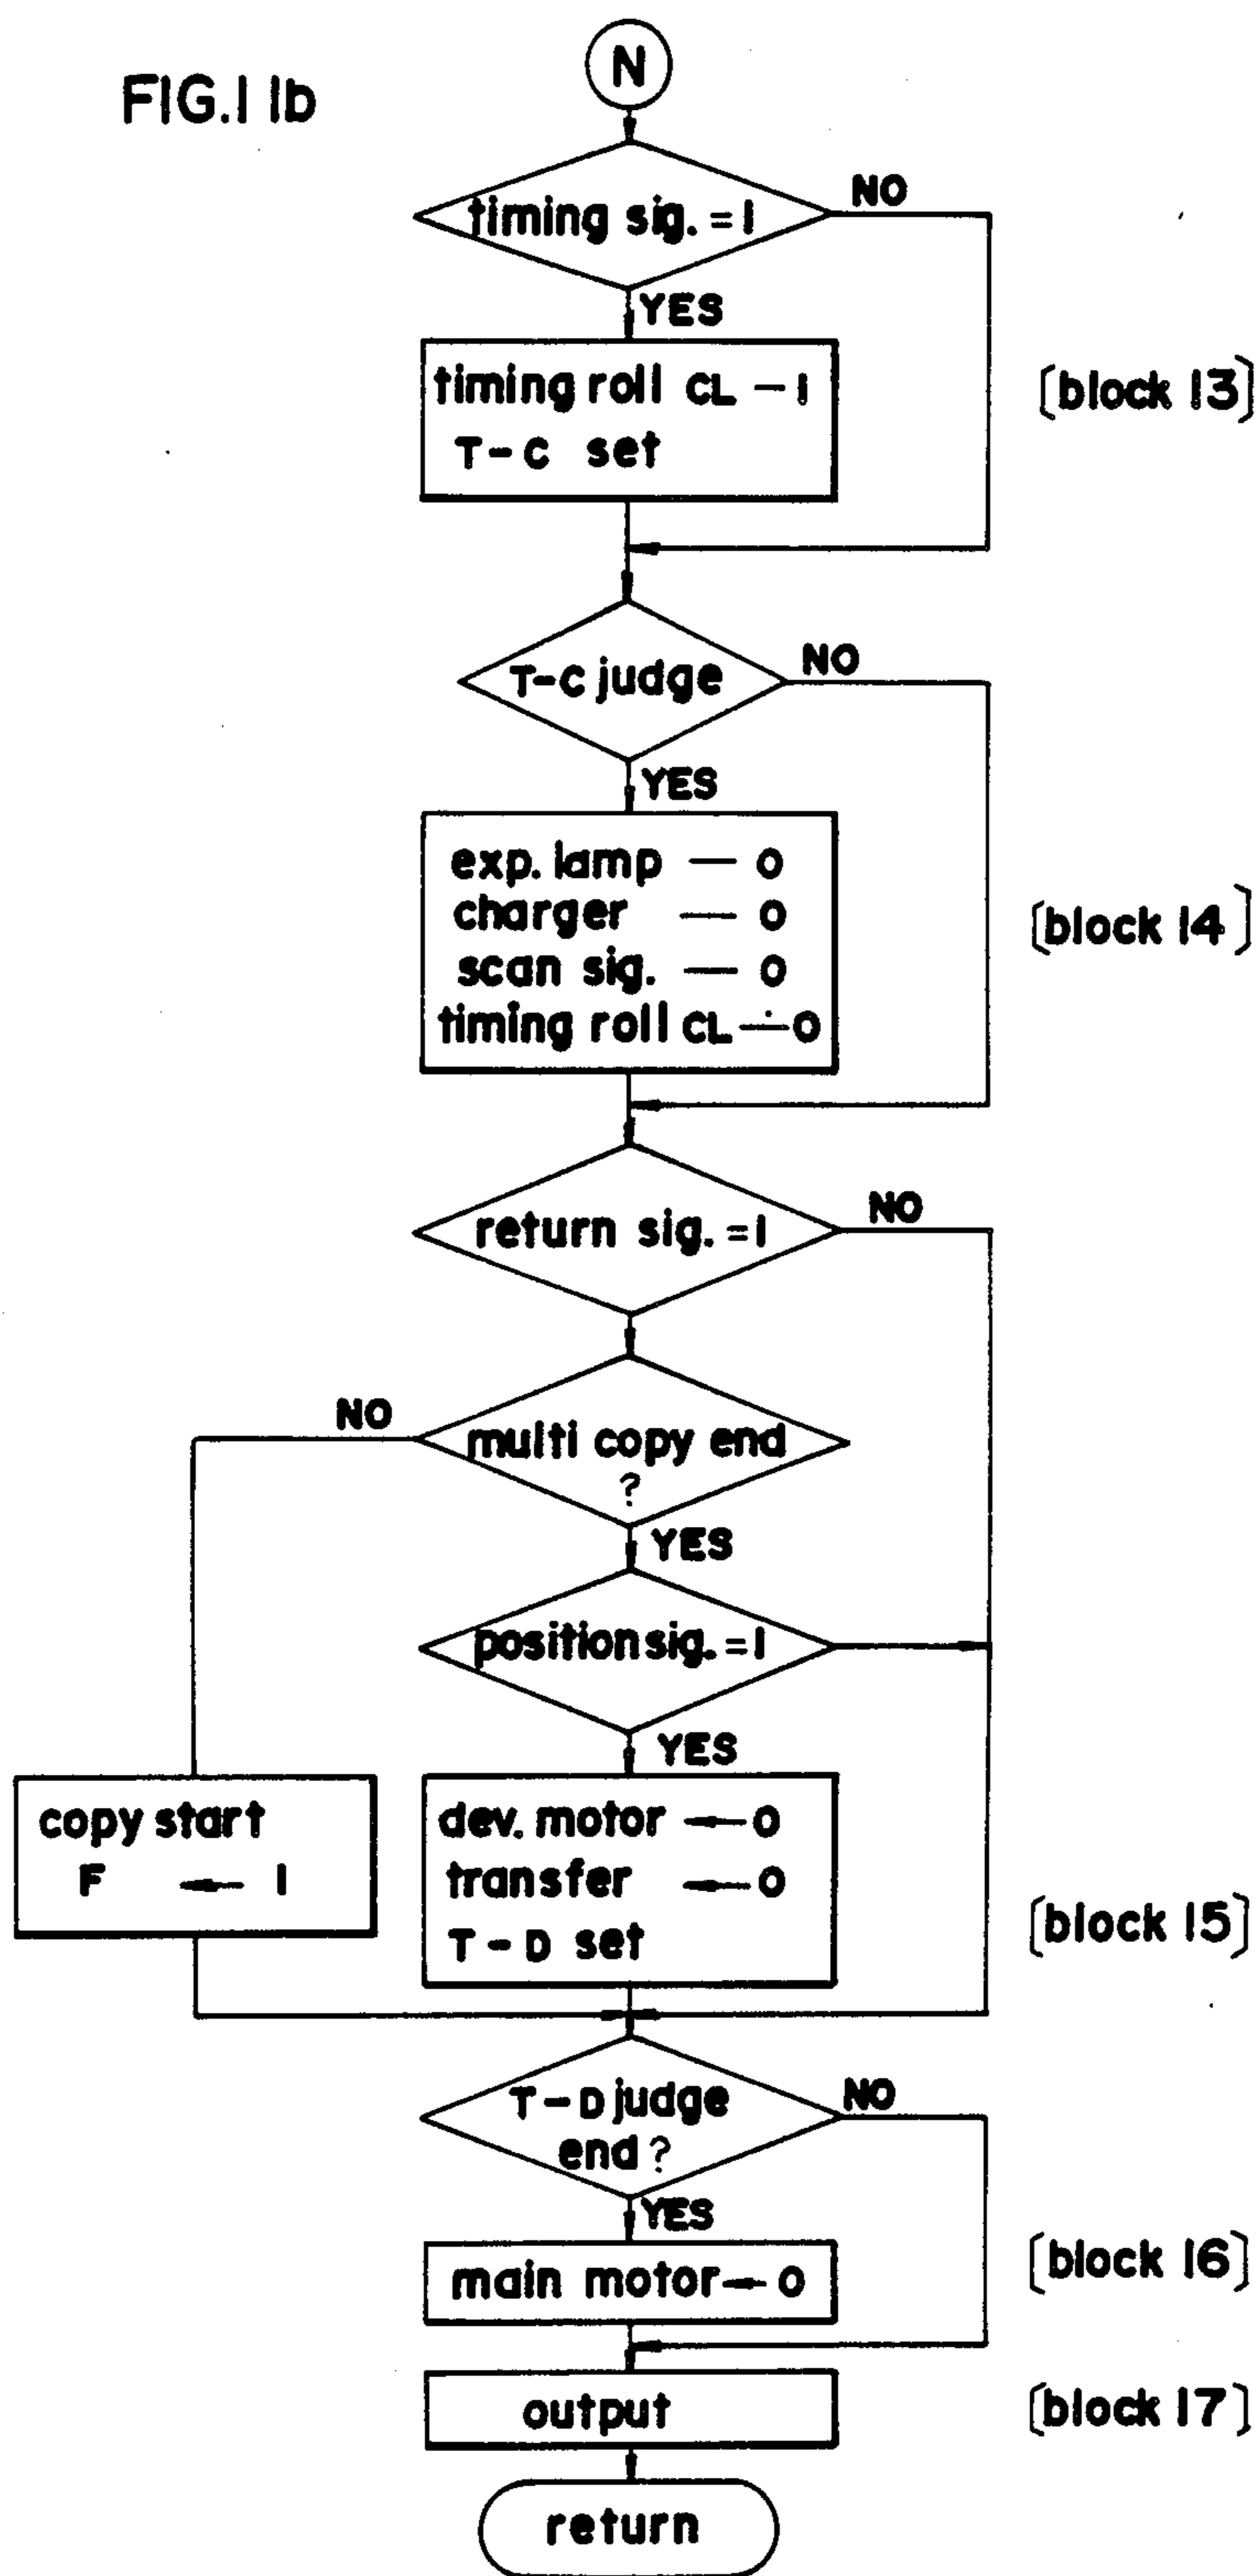 FIG.11b
N
timing sig. = 1
NO
YES
timing roll CL — 1
T-C set
[block 13]
T-C judge
NO
YES
exp. lamp — 0
charger — 0
scan sig. — 0
timing roll CL — 0
[block 14]
return sig. = 1
NO
multi copy end
?
NO
YES
position sig. = 1
YES
copy start
F ← 1
dev. motor ← 0
transfer ← 0
T-D set
[block 15]
T-D judge
end ?
NO
YES
main motor ← 0
[block 16]
output
[block 17]
return